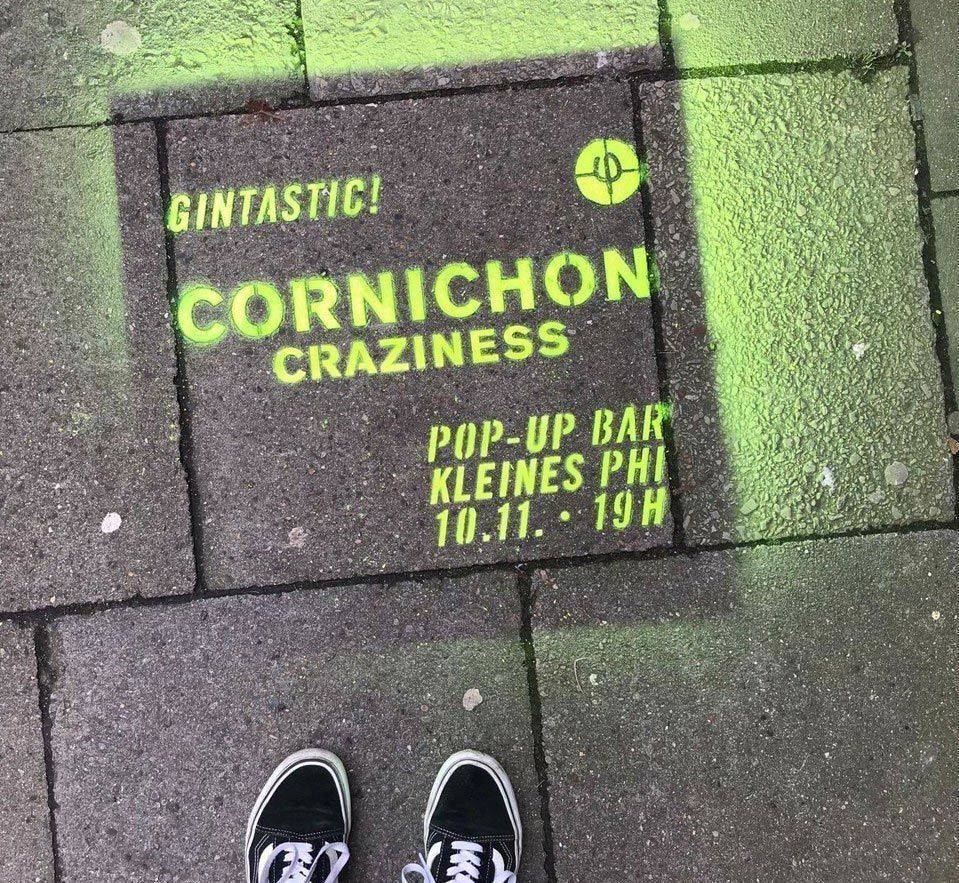 GINTASTIC!
φ
CORNICHON
CRAZINESS
POP-UP BAR
KLEINES PHI
10.11. • 19H